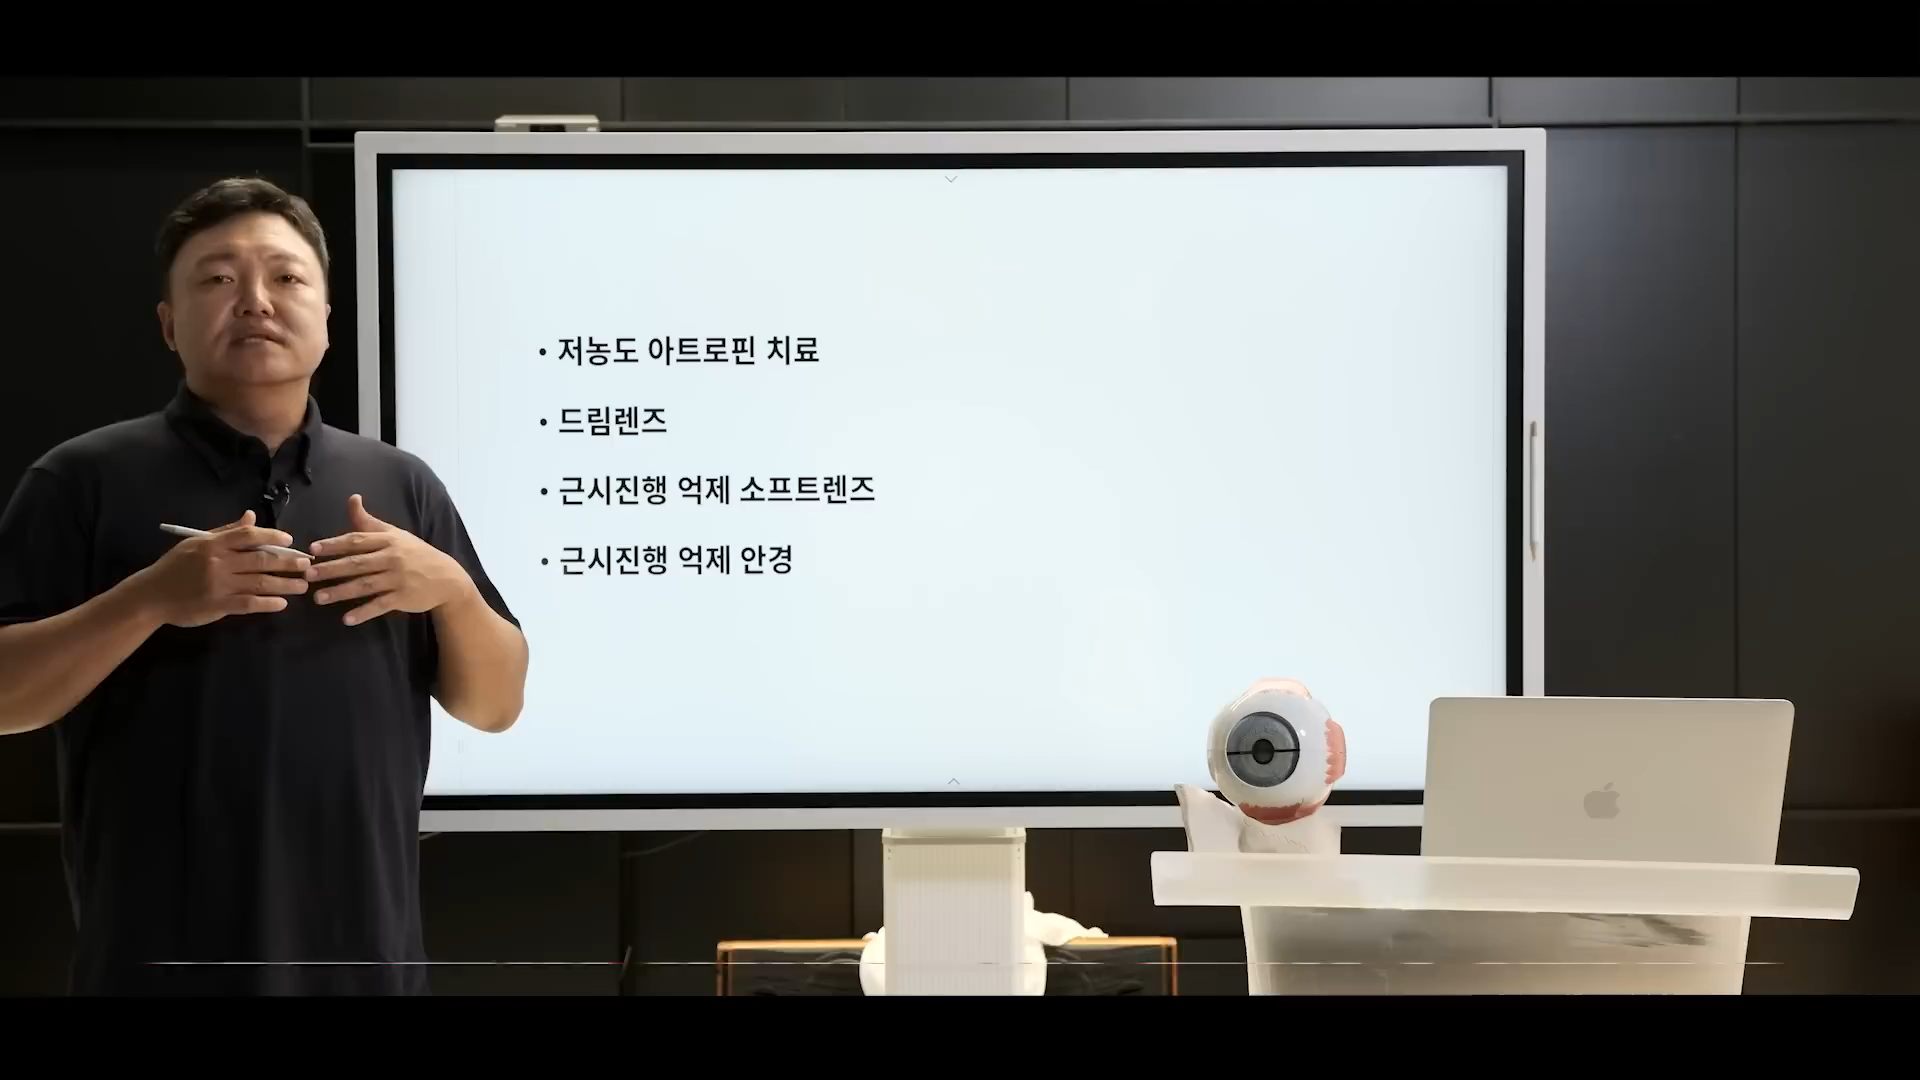 • 저농도 아트로핀 치료
• 드림렌즈
• 근시진행 억제 소프트렌즈
• 근시진행 억제 안경